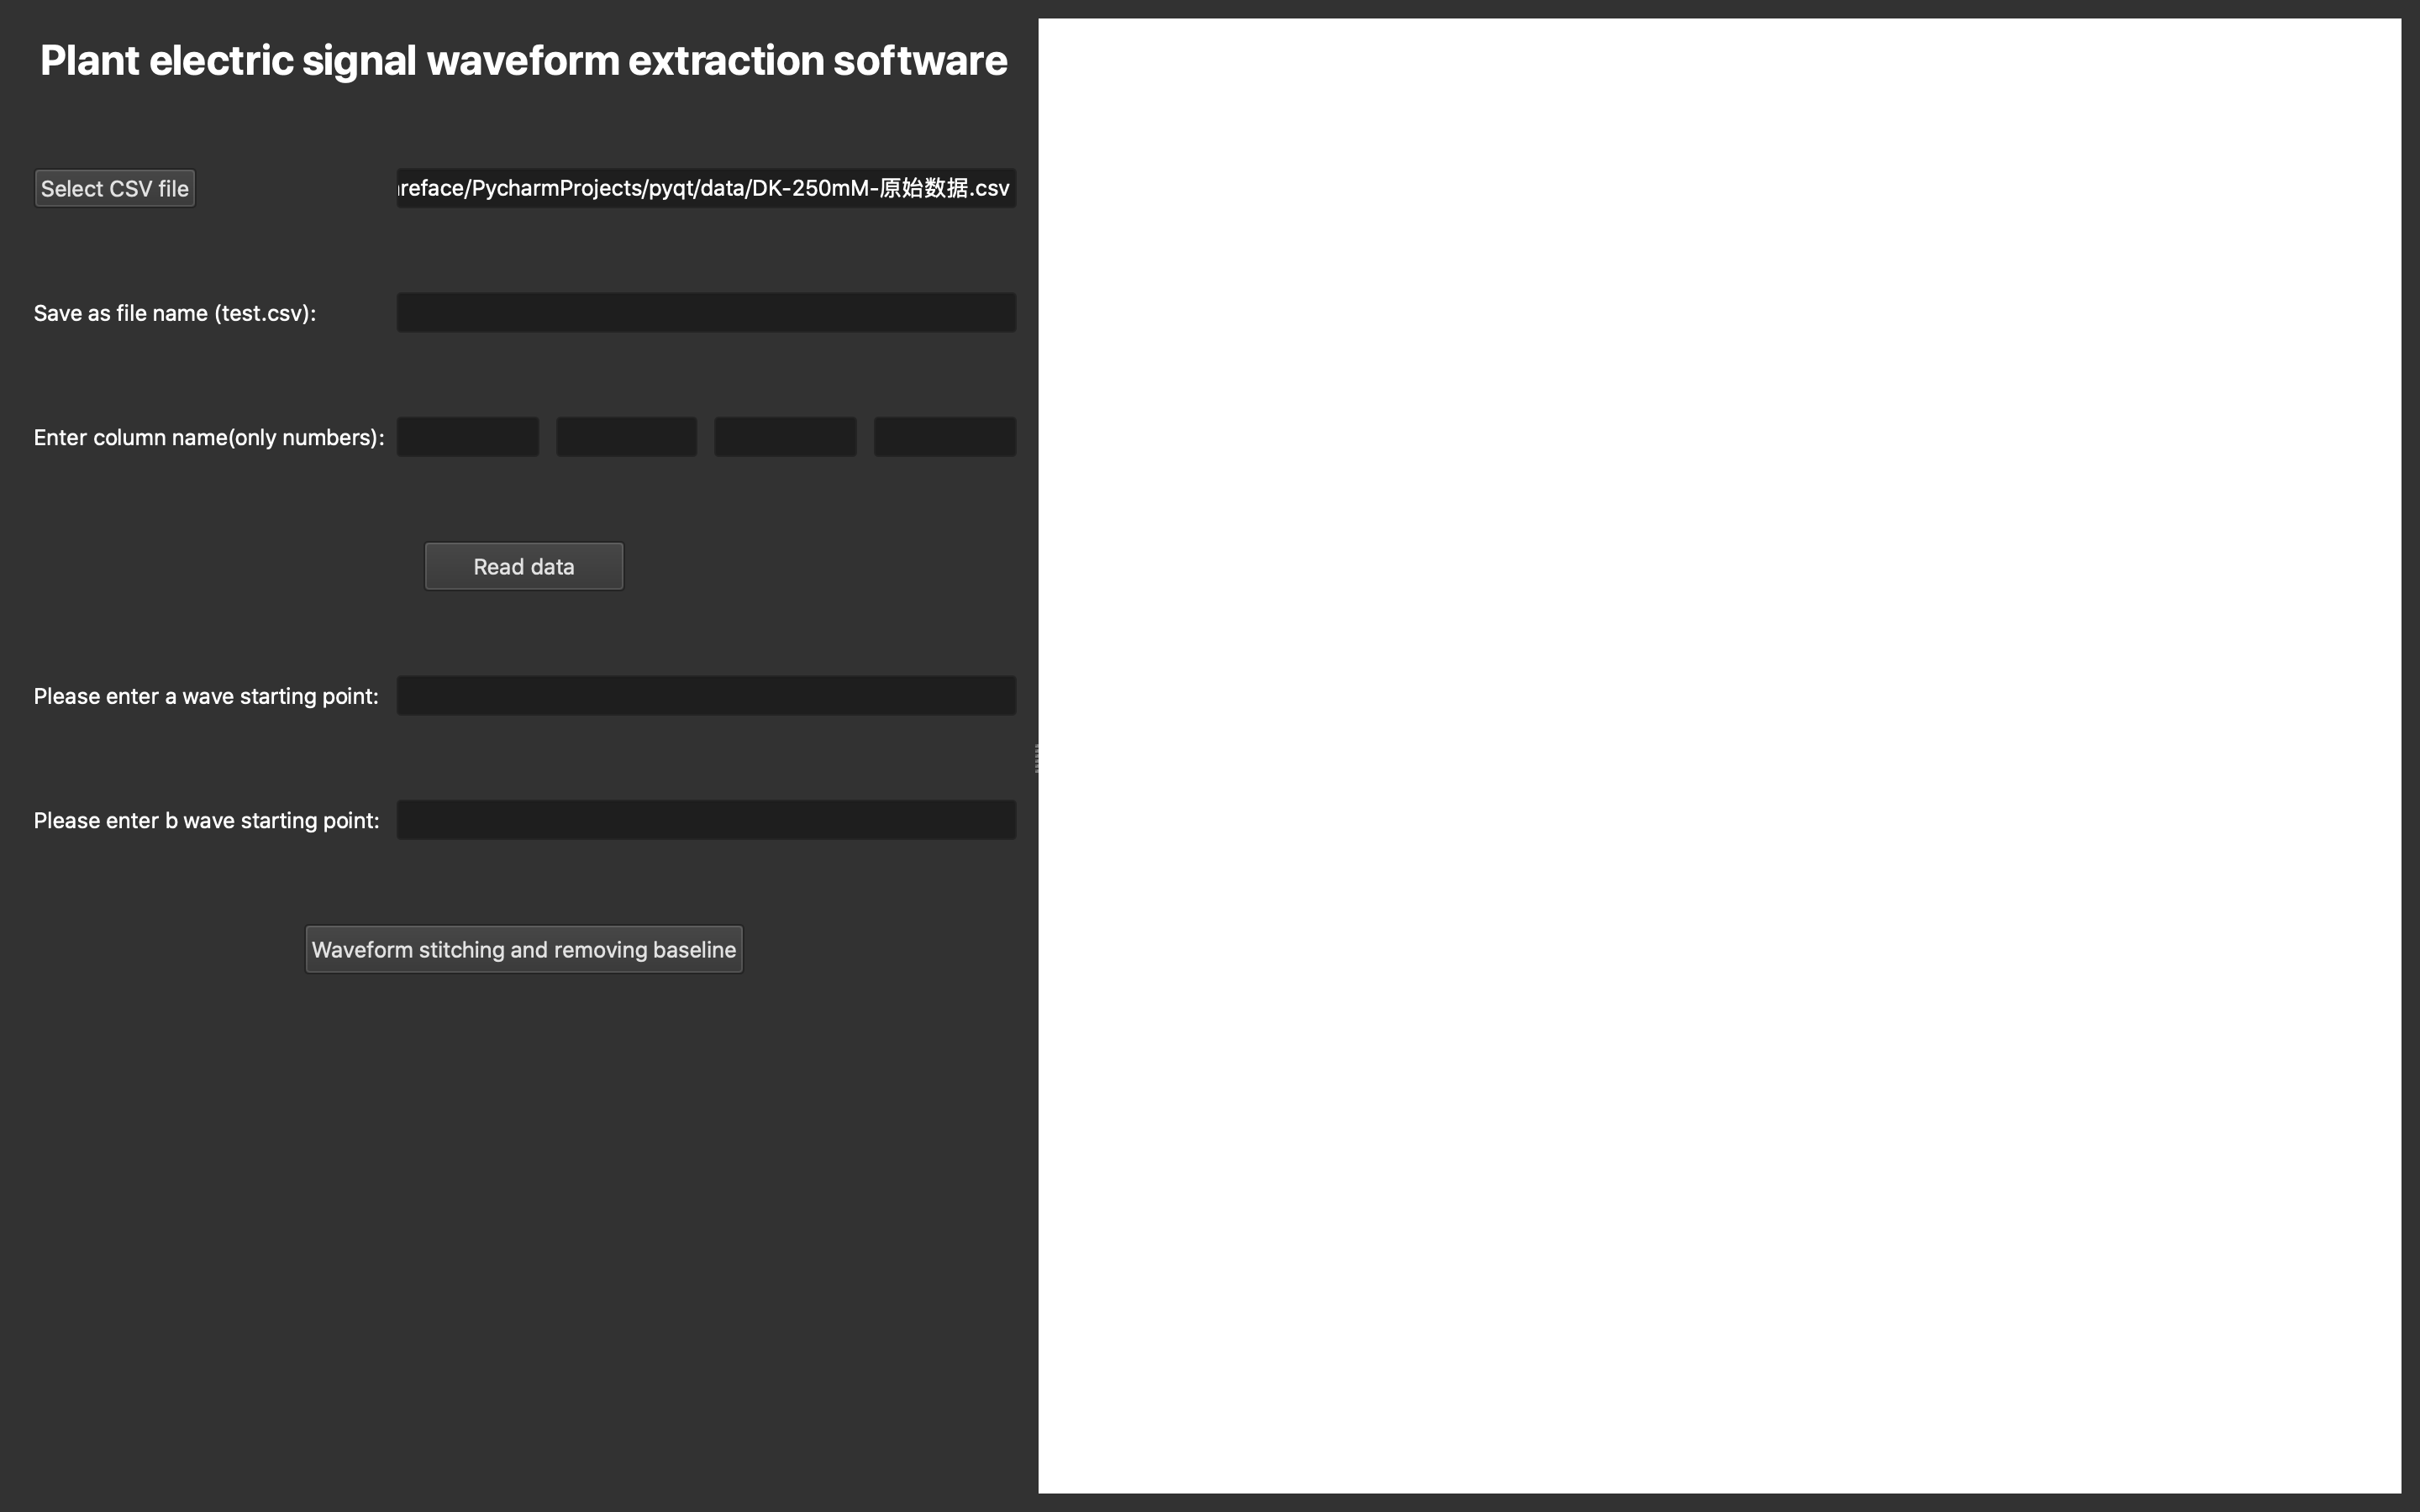 Plant electric signal waveform extraction software
Select CSV file
reface/PycharmProjects/pyqt/data/DK-250mM-原始数据.csv
Save as file name (test.csv):
Enter column name(only numbers):
Read data
Please enter a wave starting point:
Please enter b wave starting point:
Waveform stitching and removing baseline